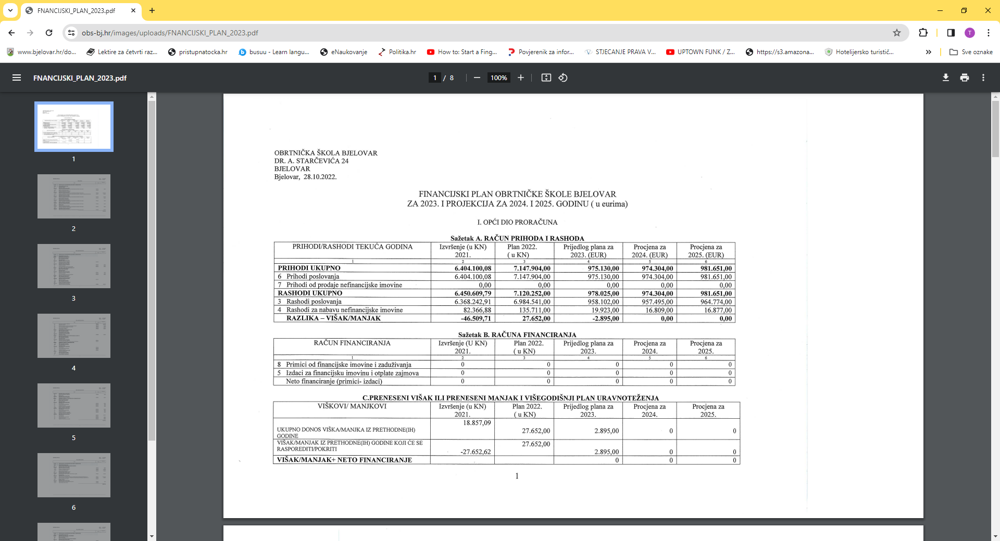 FNANCIJSKI_PLAN_2023.pdf
obs-bj.hr/images/uploads/FNANCIJSKI_PLAN_2023.pdf
T
www.bjelovar.hr/do... Lektire za četvrti raz... pristupnatocka.hr busuu - Learn langu... eNaukovanje Politika.hr How to: Start a Fing... Povjerenik za infor... STJECANJE PRAVA V... UPTOWN FUNK / Z... https://s3.amazona... Hotelijersko turistič... Sve oznake
FNANCIJSKI_PLAN_2023.pdf 1 / 8 100%
1
2
3
4
5
6
OBRTNIČKA ŠKOLA BJELOVAR
DR. A. STARČEVIĆA 24
BJELOVAR
Bjelovar, 28.10.2022.
FINANCIJSKI PLAN OBRTNIČKE ŠKOLE BJELOVAR
ZA 2023. I PROJEKCIJA ZA 2024. I 2025. GODINU ( u eurima)
I. OPĆI DIO PRORAČUNA
Sažetak A. RAČUN PRIHODA I RASHODA
PRIHODI/RASHODI TEKUĆA GODINA Izvršenje (u KN) Plan 2022. Prijedlog plana za Procjena za Procjena za
2021. ( u KN) 2023. (EUR) 2024. (EUR) 2025. (EUR)
1 2 3 4 5 6
PRIHODI UKUPNO 6.404.100,08 7.147.904,00 975.130,00 974.304,00 981.651,00
6 Prihodi poslovanja 6.404.100,08 7.147.904,00 975.130,00 974.304,00 981.651,00
7 Prihodi od prodaje nefinancijske imovine 0,00 0,00 0,00 0,00 0,00
RASHODI UKUPNO 6.450.609,79 7.120.252,00 978.025,00 974.304,00 981.651,00
3 Rashodi poslovanja 6.368.242,91 6.984.541,00 958.102,00 957.495,00 964.774,00
4 Rashodi za nabavu nefinancijske imovine 82.366,88 135.711,00 19.923,00 16.809,00 16.877,00
RAZLIKA – VIŠAK/MANJAK -46.509,71 27.652,00 -2.895,00 0,00 0,00
Sažetak B. RAČUNA FINANCIRANJA
RAČUN FINANCIRANJA Izvršenje (U KN) Plan 2022. Prijedlog plana za Procjena za Procjena za
2021. ( u KN) 2023. 2024. 2025.
1 2 3 4 5 6
8 Primici od financijske imovine i zaduživanja 0 0 0 0 0
5 Izdaci za financijsku imovinu i otplate zajmova 0 0 0 0 0
Neto financiranje (primici- izdaci) 0 0 0 0 0
C.PRENESENI VIŠAK ILI PRENESENI MANJAK I VIŠEGODIŠNJI PLAN URAVNOTEŽENJA
VIŠKOVI/ MANJKOVI Izvršenje (u KN) Plan 2022. Prijedlog plana za Procjena za Procjena za
2021. ( u KN) 2023. 2024. 2025.
18.857,09
UKUPNO DONOS VIŠKA/MANJKA IZ PRETHODNE(IH) 27.652,00 2.895,00 0 0
GODINE
VIŠAK/MANJAK IZ PRETHODNE(IH) GODINE KOJI ĆE SE 27.652,00
RASPOREDITI/POKRITI -27.652,62 2.895,00 0 0
VIŠAK/MANJAK+ NETO FINANCIRANJE 0 0 0
1